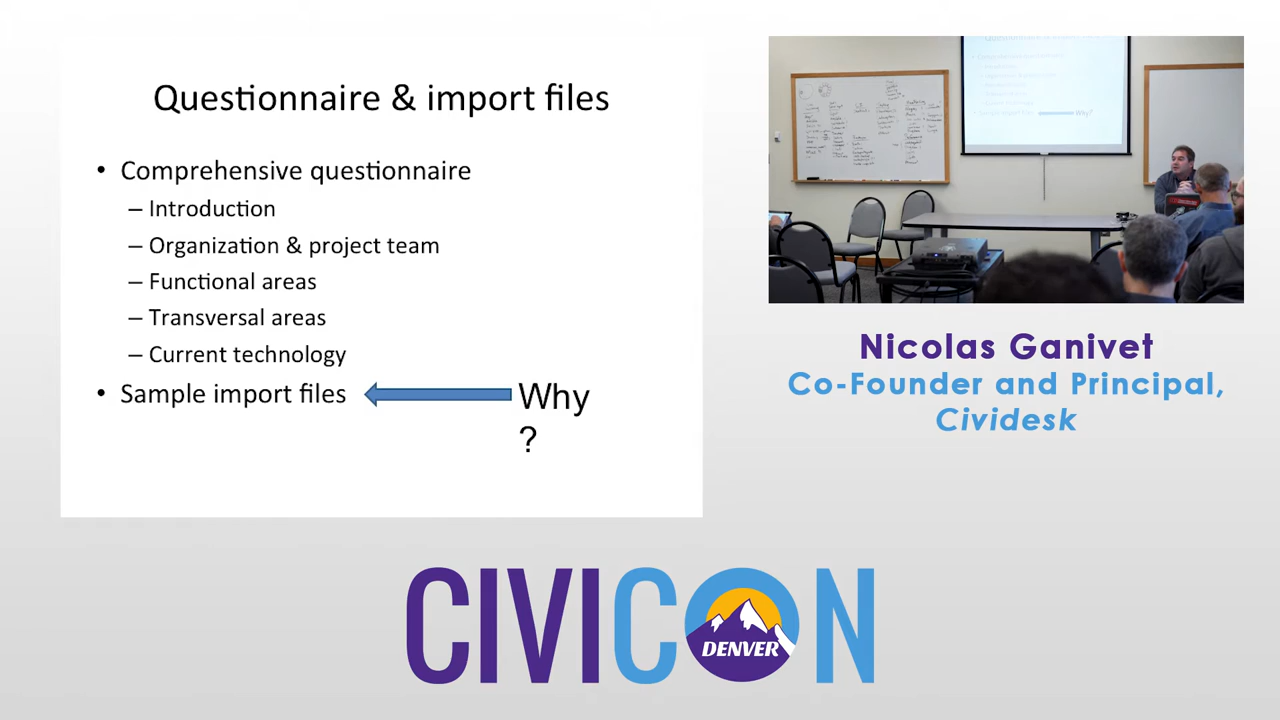 Questionnaire & import files
• Comprehensive questionnaire
– Introduction
– Organization & project team
– Functional areas
– Transversal areas
– Current technology
• Sample import files
Why
?
Why?
Nicolas Ganivet
Co-Founder and Principal,
Cividesk
CIVICON
DENVER